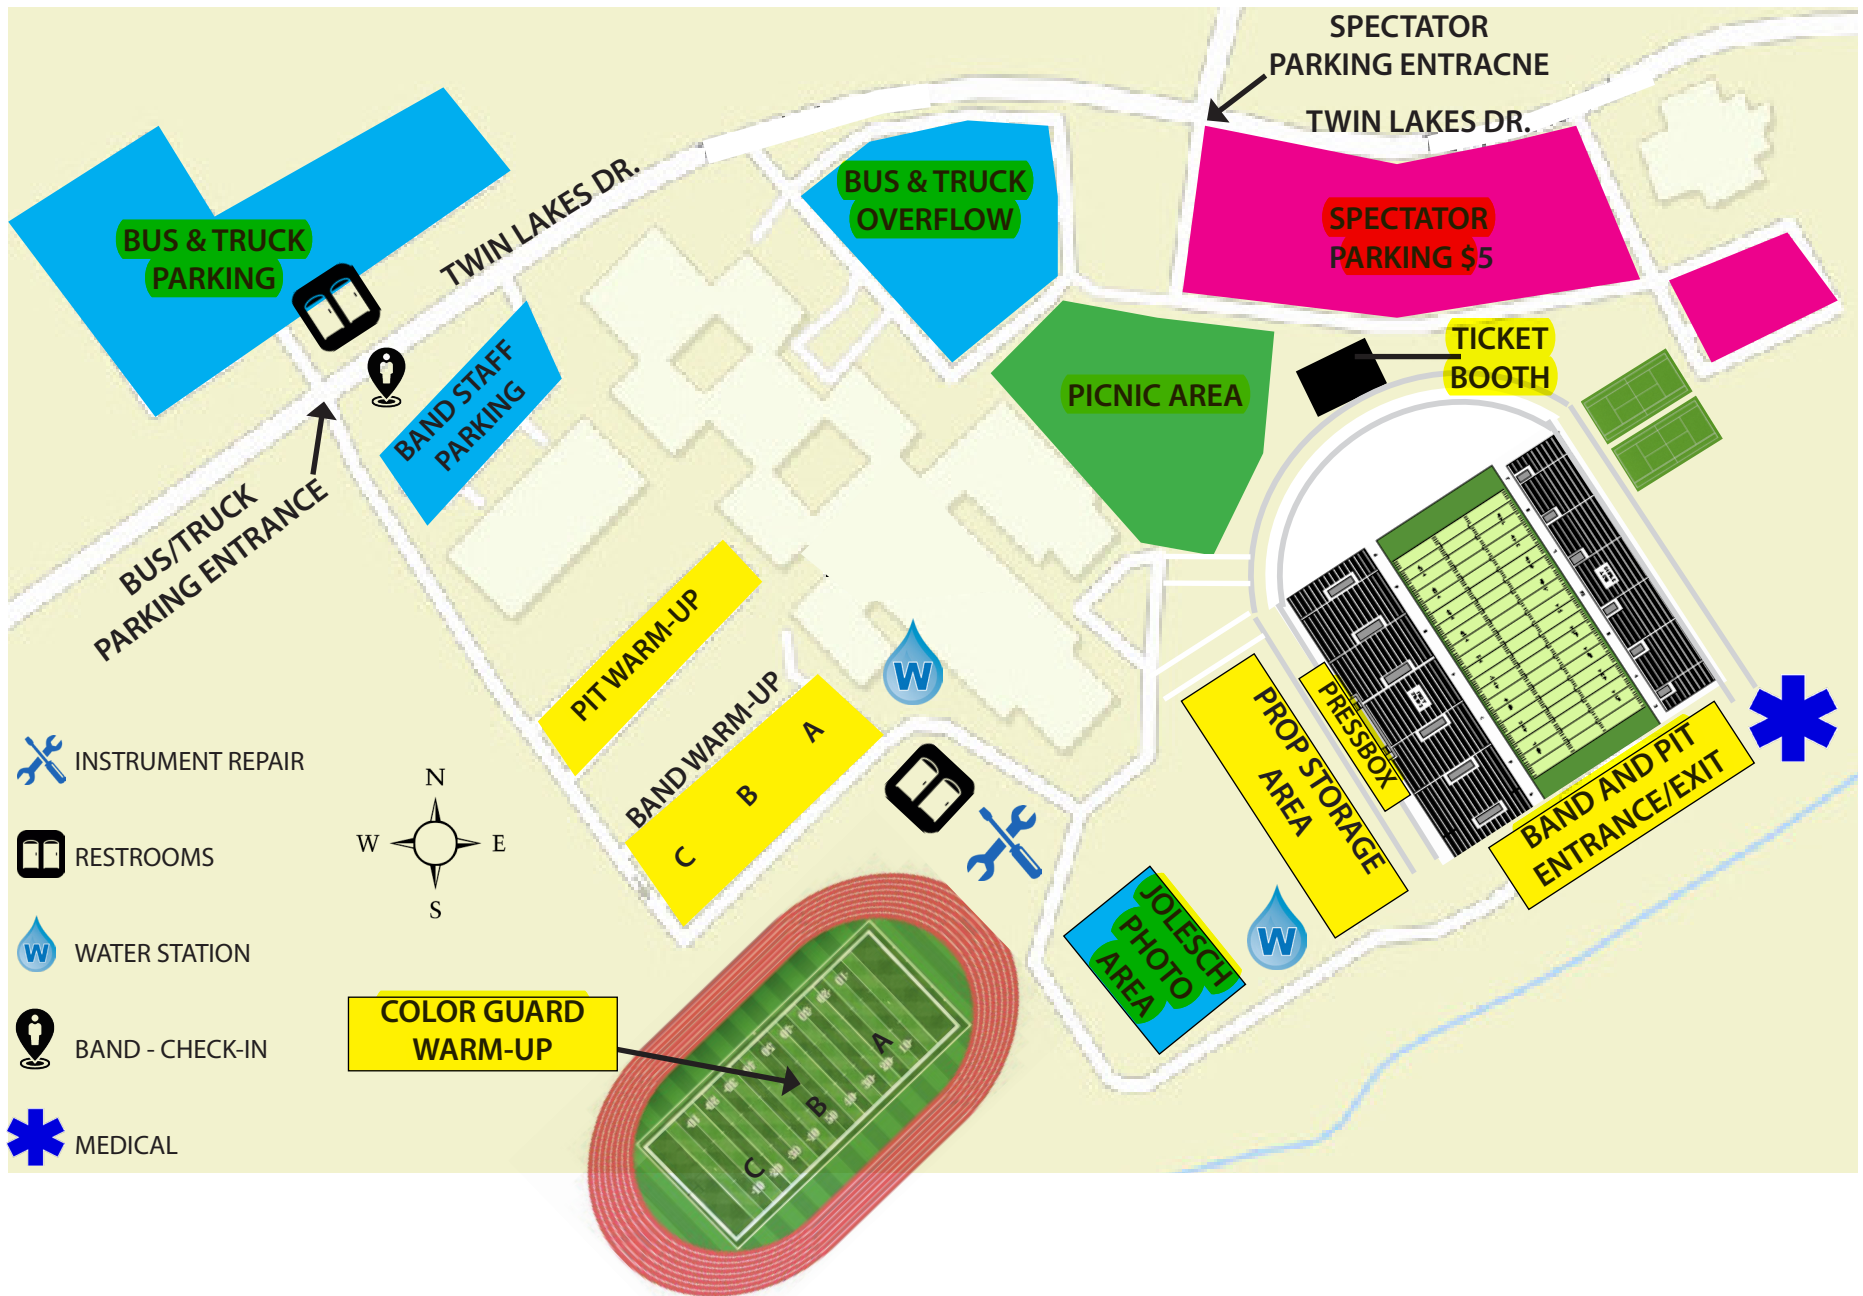 SPECTATOR
PARKING ENTRACNE
TWIN LAKES DR.
BUS & TRUCK
OVERFLOW
SPECTATOR
PARKING $5
BUS & TRUCK
PARKING
TWIN LAKES DR.
TICKET
BOOTH
BAND STAFF
PARKING
PICNIC AREA
BUS/TRUCK
PARKING ENTRANCE
PIT WARM-UP
BAND WARM-UP
A
B
C
W
PROP STORAGE
AREA
PRESSBOX
BAND AND PIT
ENTRANCE/EXIT
INSTRUMENT REPAIR
RESTROOMS
W
WATER STATION
BAND - CHECK-IN
MEDICAL
N
W
E
S
JOLESCH
PHOTO
AREA
W
COLOR GUARD
WARM-UP
A
B
C